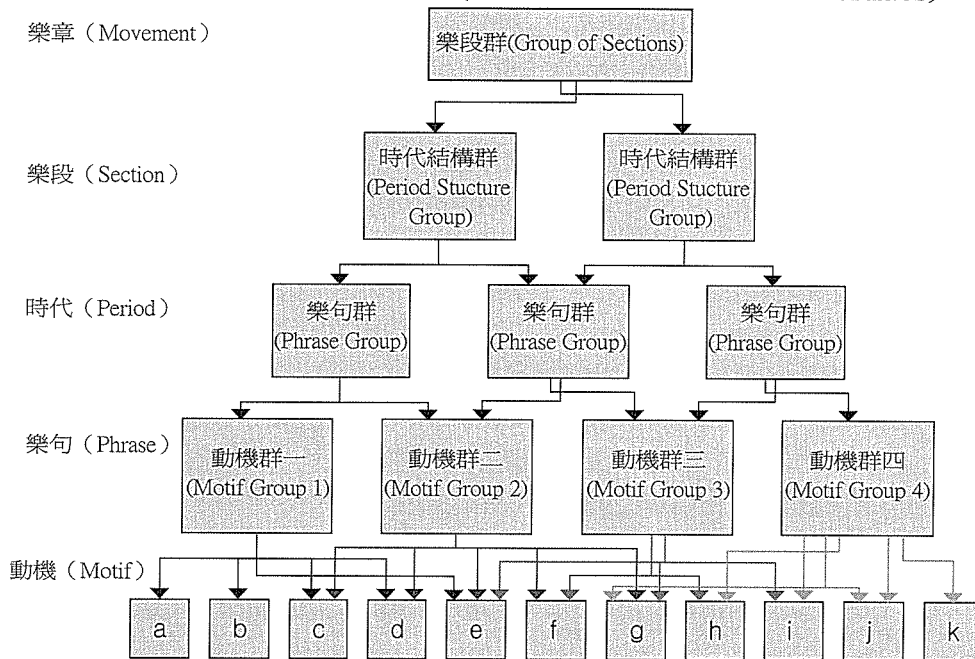 樂章（Movement）
樂段群(Group of Sections)
樂段（Section）
時代結構群
(Period Stucture
Group)
時代結構群
(Period Stucture
Group)
時代（Period）
樂句群
(Phrase Group)
樂句群
(Phrase Group)
樂句群
(Phrase Group)
樂句（Phrase）
動機群一
(Motif Group 1)
動機群二
(Motif Group 2)
動機群三
(Motif Group 3)
動機群四
(Motif Group 4)
動機（Motif）
a b c d e f g h i j k